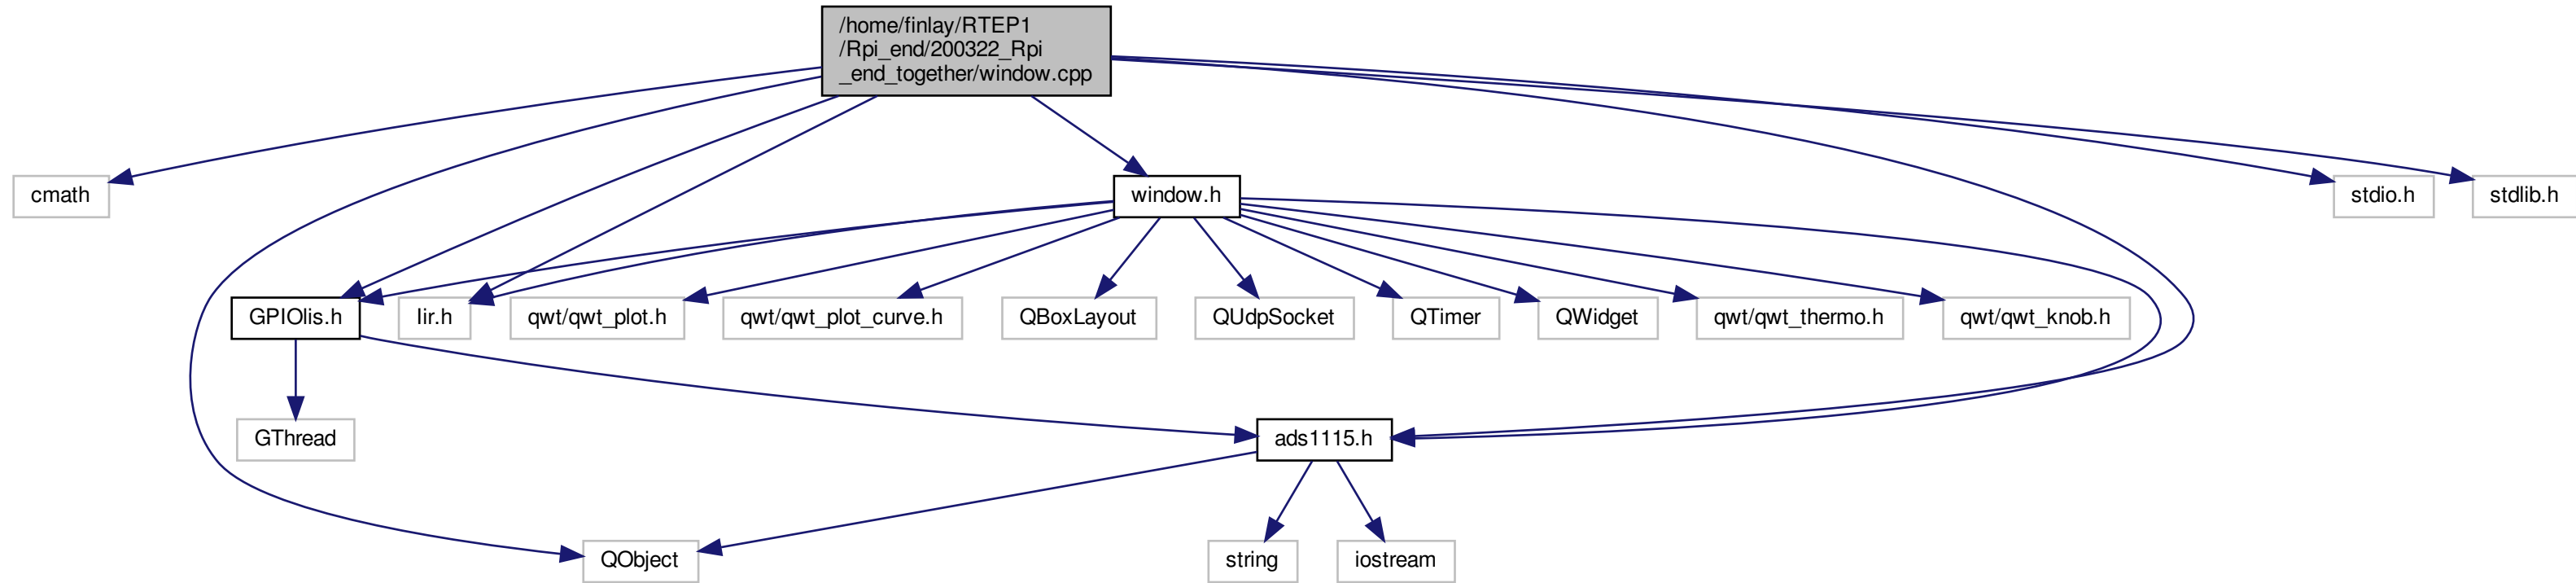 /home/finlay/RTEP1
/Rpi_end/200322_Rpi
_end_together/window.cpp
cmath
window.h
stdio.h
stdlib.h
GPIOlis.h
Iir.h
qwt/qwt_plot.h
qwt/qwt_plot_curve.h
QBoxLayout
QUdpSocket
QTimer
QWidget
qwt/qwt_thermo.h
qwt/qwt_knob.h
GThread
ads1115.h
QObject
string
iostream